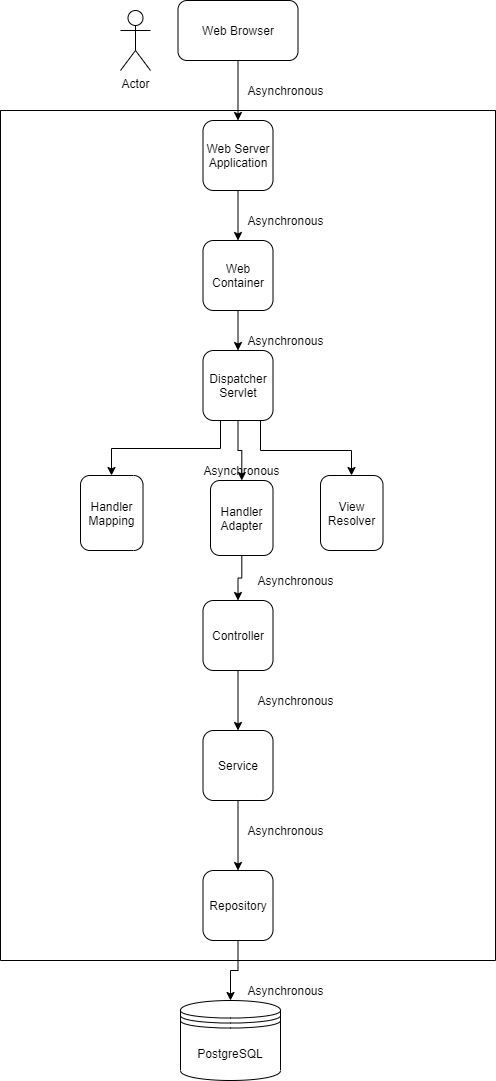 Web Browser
Actor
Asynchronous
Web Server
Application
Asynchronous
Web
Container
Asynchronous
Dispatcher
Servlet
Asynchronous
Handler
Mapping
Handler
Adapter
View
Resolver
Asynchronous
Controller
Asynchronous
Service
Asynchronous
Repository
Asynchronous
PostgreSQL